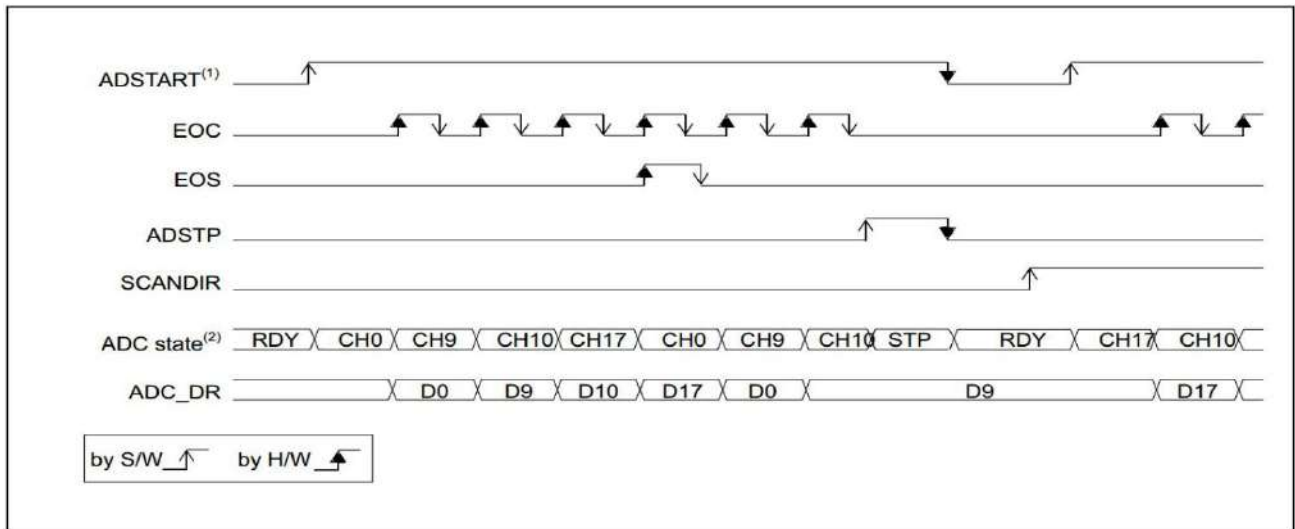 ADSTART(1)
EOC
EOS
ADSTP
SCANDIR
ADC state(2) RDY CH0 CH9 CH10 CH17 CH0 CH9 CH10 STP RDY CH17 CH10
ADC_DR D0 D9 D10 D17 D0 D9 D17
by S/W by H/W